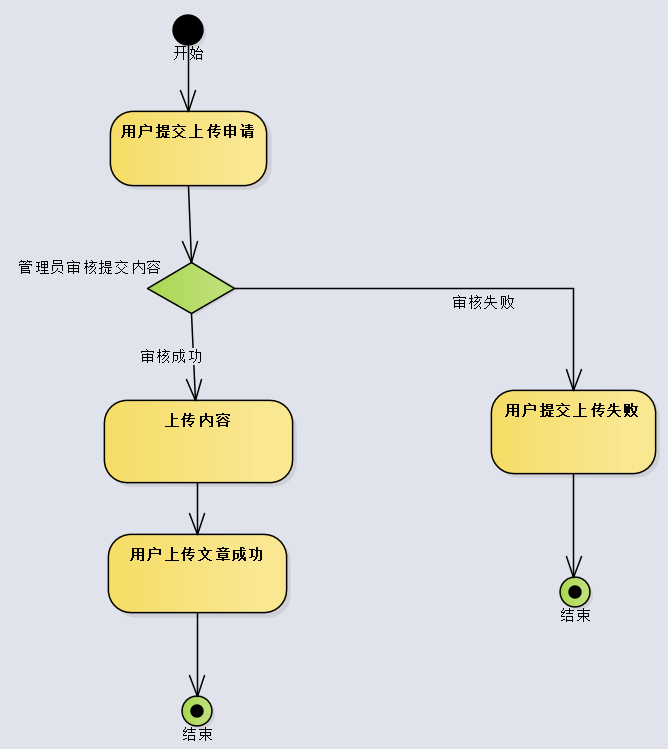 开始
用户提交上传申请
管理员审核提交内容
审核失败
审核成功
用户提交上传失败
上传内容
用户上传文章成功
结束
结束